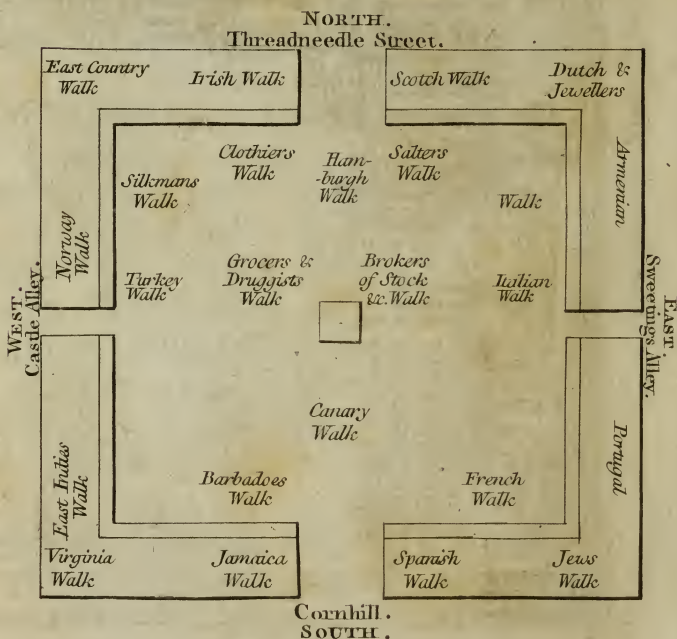 NORTH.
Threadneedle Street.
East Country
Walk
Irish Walk
Scotch Walk
Dutch &
Jewellers
Clothiers
Walk
Ham-
-burgh
Walk
Salters
Walk
Silkmans
Walk
Walk
Armenian
Norway
Walk
Turkey
Walk
Grocers &
Druggists
Walk
Brokers
of Stock
&c. Walk
Italian
Walk
WEST.
Castle Alley.
EAST.
Sweetings Alley.
Canary
Walk
Portugal
East Indies
Walk
Barbadoes
Walk
French
Walk
Virginia
Walk
Jamaica
Walk
Spanish
Walk
Jews
Walk
Cornhill.
SOUTH.